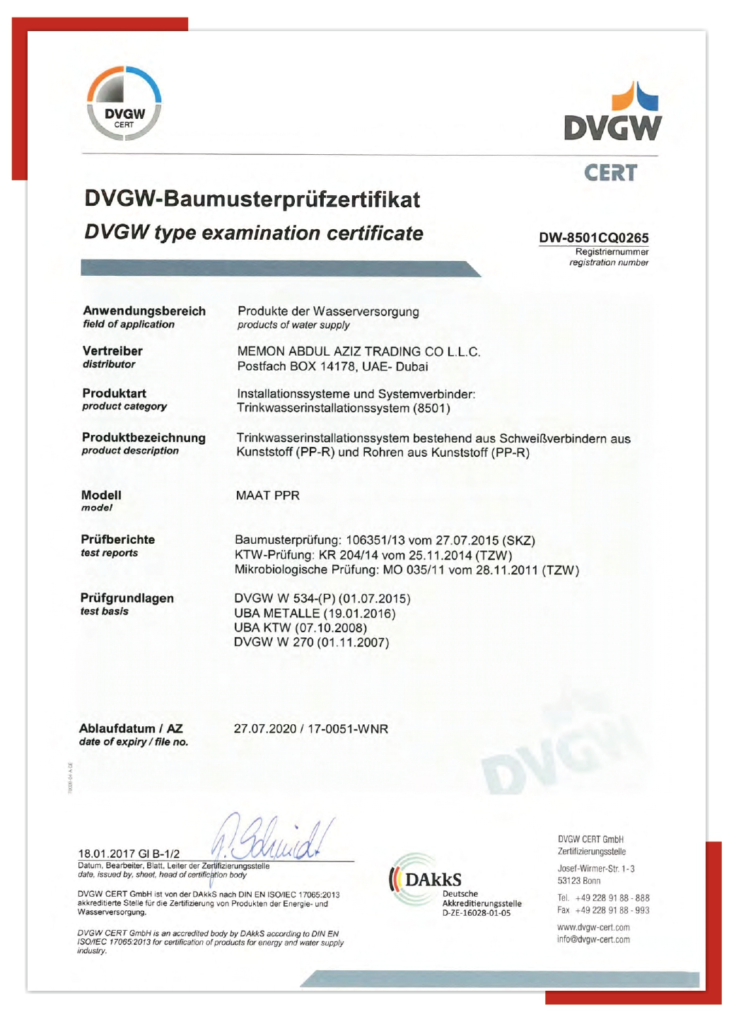 DVGW
CERT
DVGW
CERT
DVGW-Baumusterprüfzertifikat
DVGW type examination certificate
DW-8501CQ0265
Registriernummer
registration number
Anwendungsbereich
field of application
Produkte der Wasserversorgung
products of water supply
Vertreiber
distributor
MEMON ABDUL AZIZ TRADING CO L.L.C.
Postfach BOX 14178, UAE- Dubai
Produktart
product category
Installationssysteme und Systemverbinder:
Trinkwasserinstallationssystem (8501)
Produktbezeichnung
product description
Trinkwasserinstallationssystem bestehend aus Schweißverbindern aus
Kunststoff (PP-R) und Rohren aus Kunststoff (PP-R)
Modell
model
MAAT PPR
Prüfberichte
test reports
Baumusterprüfung: 106351/13 vom 27.07.2015 (SKZ)
KTW-Prüfung: KR 204/14 vom 25.11.2014 (TZW)
Mikrobiologische Prüfung: MO 035/11 vom 28.11.2011 (TZW)
Prüfgrundlagen
test basis
DVGW W 534-(P) (01.07.2015)
UBA METALLE (19.01.2016)
UBA KTW (07.10.2008)
DVGW W 270 (01.11.2007)
Ablaufdatum / AZ
date of expiry / file no.
27.07.2020 / 17-0051-WNR
DVGW
18.01.2017 GI B-1/2
Datum, Bearbeiter, Blatt, Leiter der Zertifizierungsstelle
date, issued by, sheet, head of certification body
DVGW CERT GmbH ist von der DAkkS nach DIN EN ISO/IEC 17065:2013
akkreditierte Stelle für die Zertifizierung von Produkten der Energie- und
Wasserversorgung.
DVGW CERT GmbH is an accredited body by DAkkS according to DIN EN
ISO/IEC 17065:2013 for certification of products for energy and water supply
industry.
DAkkS
Deutsche
Akkreditierungsstelle
D-ZE-16028-01-05
DVGW CERT GmbH
Zertifizierungsstelle
Josef-Wirmer-Str. 1-3
53123 Bonn
Tel. +49 228 91 88 - 888
Fax +49 228 91 88 - 993
www.dvgw-cert.com
info@dvgw-cert.com